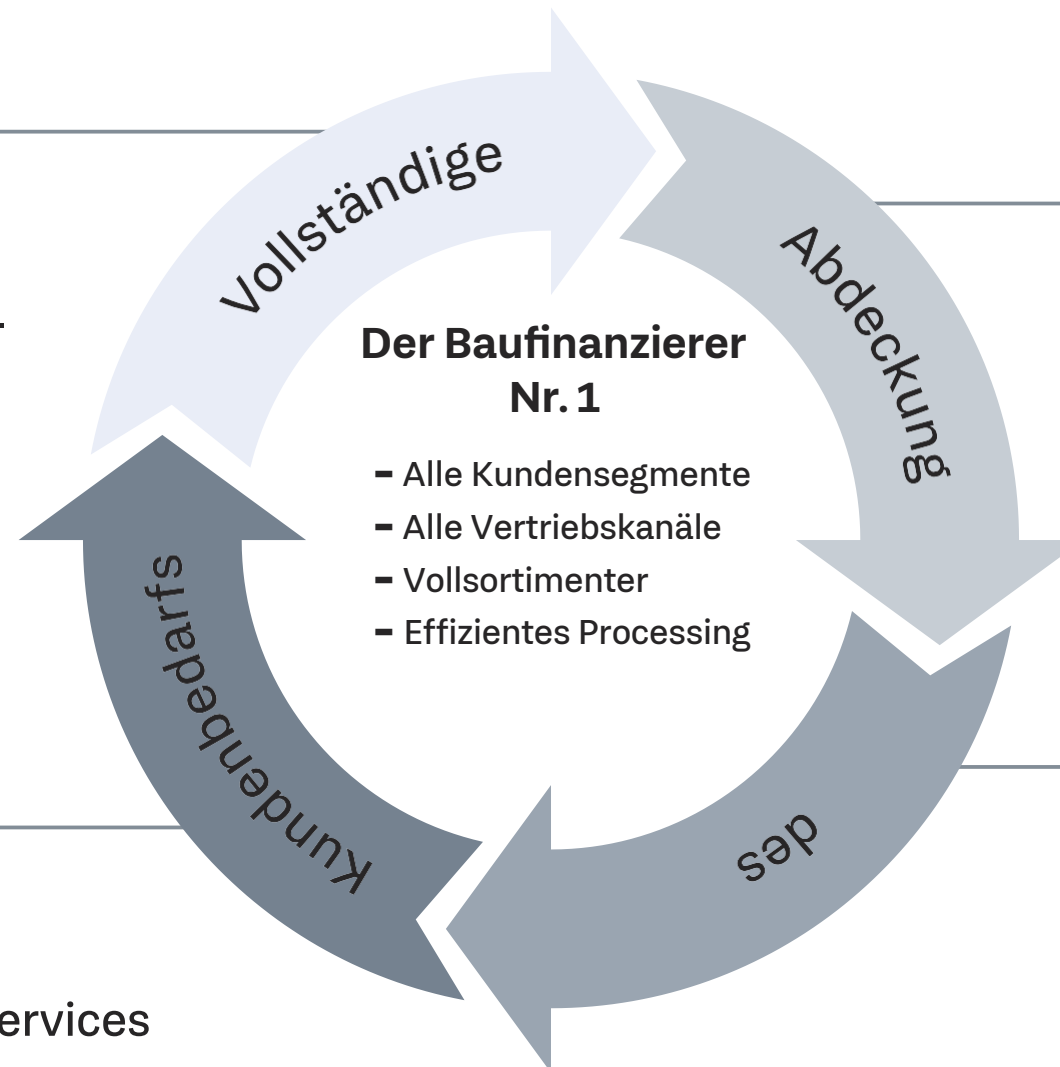 Vollständige
Abdeckung
des
Kundenbedarfs
Der Baufinanzierer
Nr. 1
– Alle Kundensegmente
– Alle Vertriebskanäle
– Vollsortimenter
– Effizientes Processing
ervices